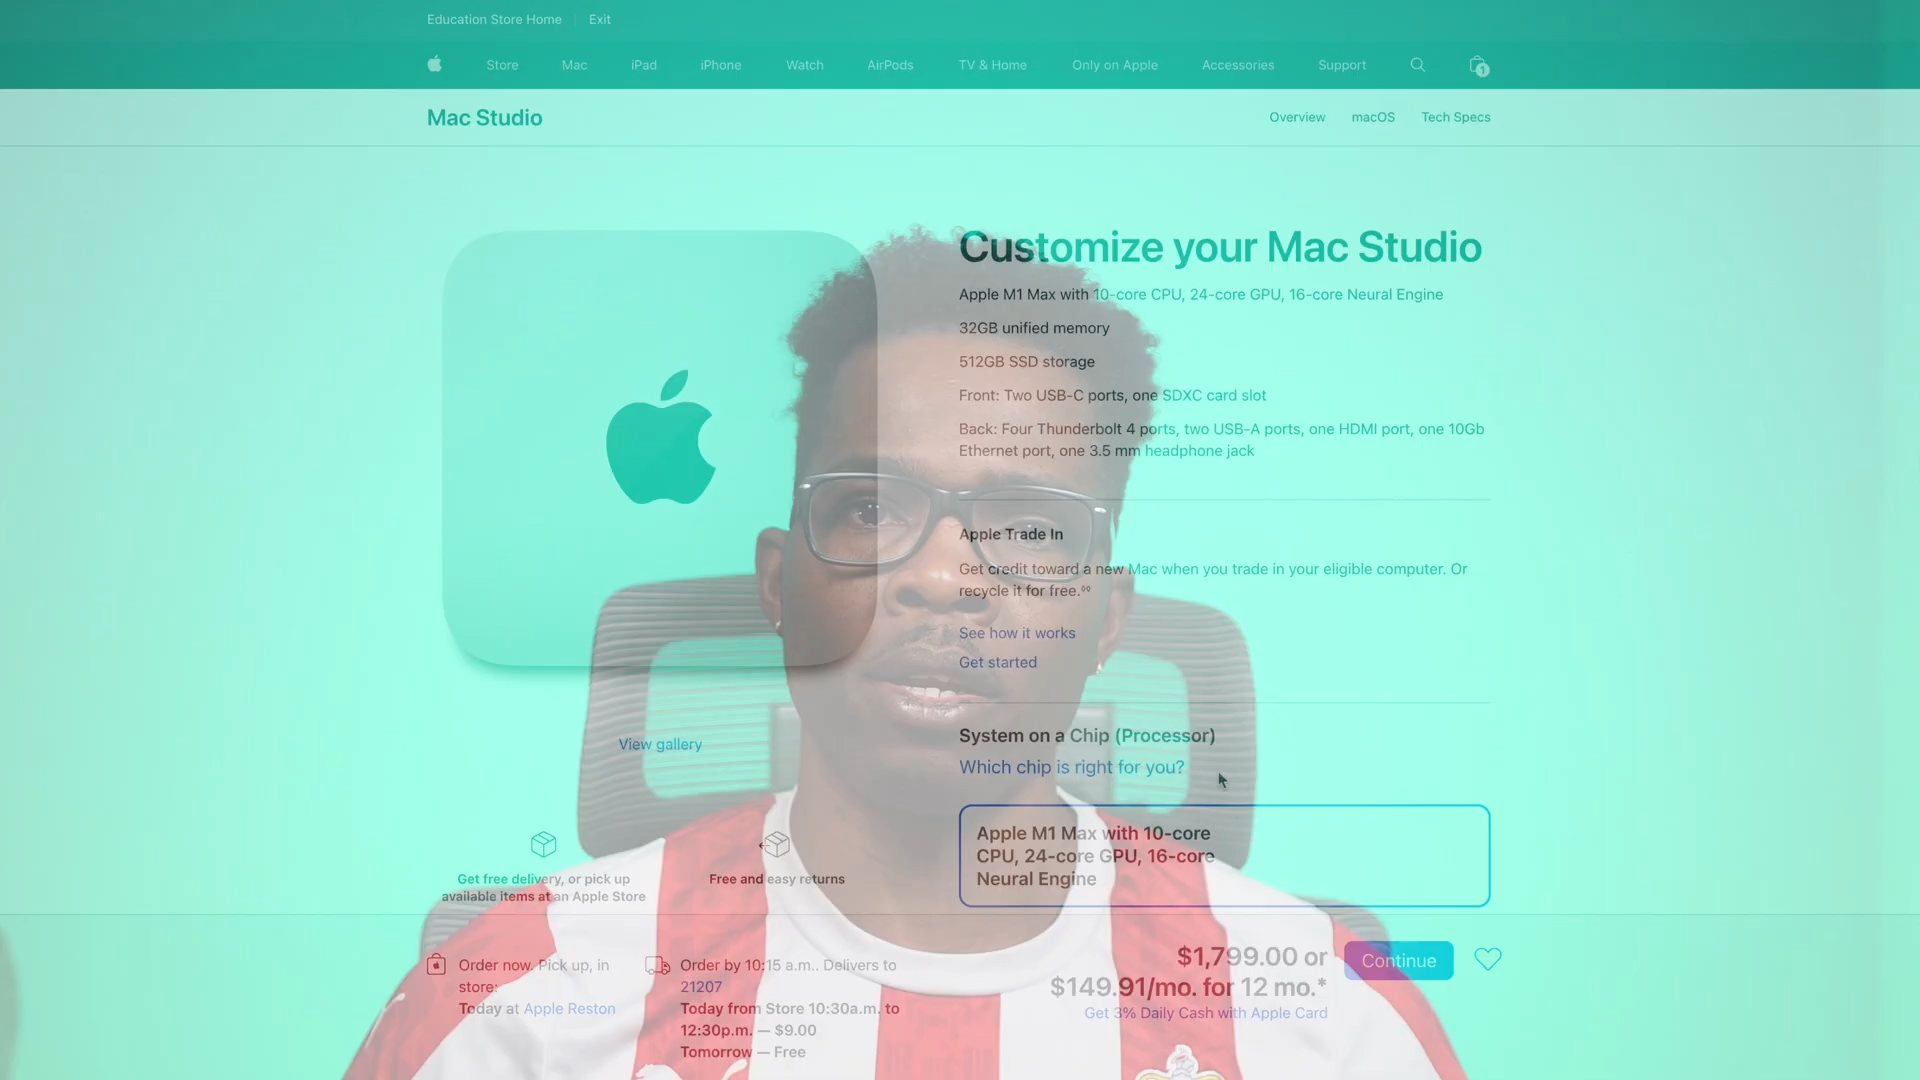 Education Store Home
Exit
Store
Mac
iPad
iPhone
Watch
AirPods
TV & Home
Only on Apple
Accessories
Support
1
Mac Studio
Overview
macOS
Tech Specs
Customize your Mac Studio
Apple M1 Max with 10-core CPU, 24-core GPU, 16-core Neural Engine
32GB unified memory
512GB SSD storage
Front: Two USB-C ports, one SDXC card slot
Back: Four Thunderbolt 4 ports, two USB-A ports, one HDMI port, one 10Gb
Ethernet port, one 3.5 mm headphone jack
Apple Trade In
Get credit toward a new Mac when you trade in your eligible computer. Or
recycle it for free.◊◊
See how it works
Get started
View gallery
System on a Chip (Processor)
Which chip is right for you?
Apple M1 Max with 10-core
CPU, 24-core GPU, 16-core
Neural Engine
Get free delivery, or pick up
available items at an Apple Store
Free and easy returns
Order now. Pick up, in
store:
Today at Apple Reston
Order by 10:15 a.m.. Delivers to
21207
Today from Store 10:30a.m. to
12:30p.m. — $9.00
Tomorrow — Free
$1,799.00 or
$149.91/mo. for 12 mo.*
Get 3% Daily Cash with Apple Card
Continue